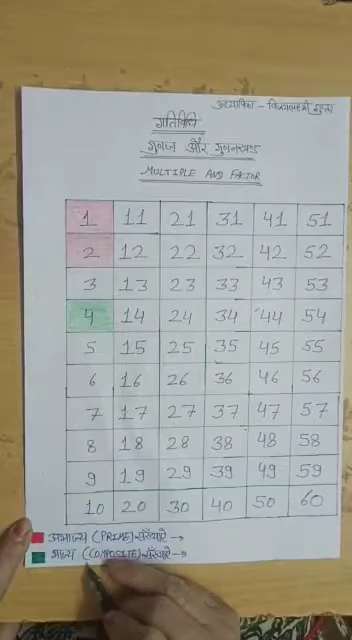 अध्यापिका - विजयलक्ष्मी
गतिविधि
गुणज और गुणनखण्ड
MULTIPLE AND FACTOR
1 11 21 31 41 51
2 12 22 32 42 52
3 13 23 33 43 53
4 14 24 34 44 54
5 15 25 35 45 55
6 16 26 36 46 56
7 17 27 37 47 57
8 18 28 38 48 58
9 19 29 39 49 59
10 20 30 40 50 60
अभाज्य (PRIME) संख्याएँ →
भाज्य (COMPOSITE) संख्याएँ →